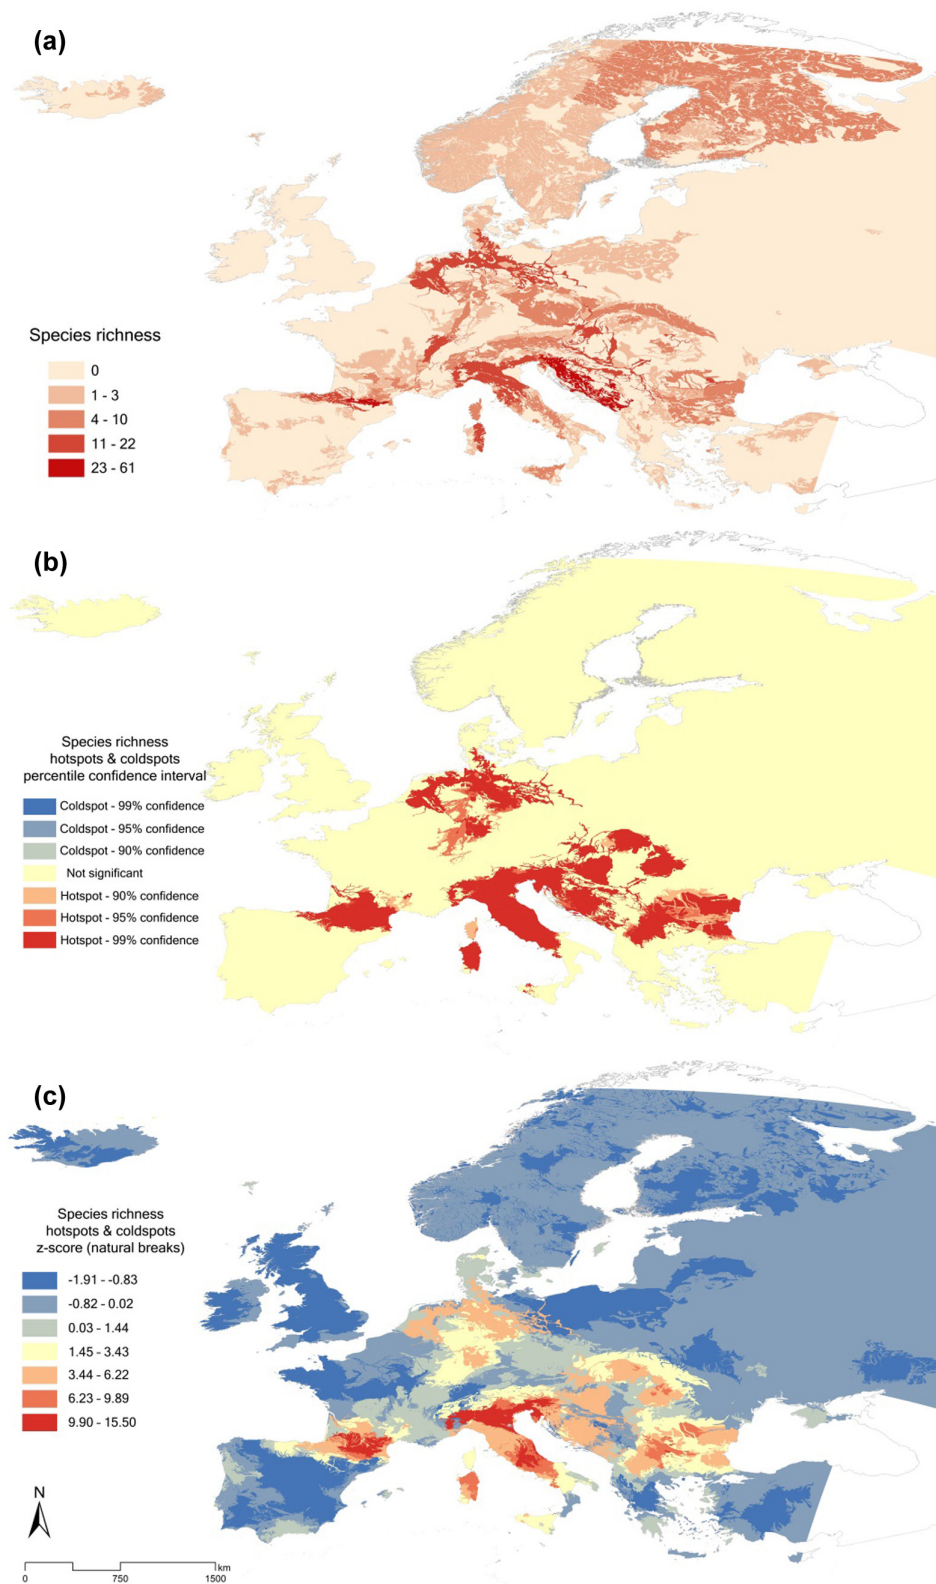 (a)
Species richness
0
1 - 3
4 - 10
11 - 22
23 - 61
(b)
Species richness
hotspots & coldspots
percentile confidence interval
Coldspot - 99% confidence
Coldspot - 95% confidence
Coldspot - 90% confidence
Not significant
Hotspot - 90% confidence
Hotspot - 95% confidence
Hotspot - 99% confidence
(c)
Species richness
hotspots & coldspots
z-score (natural breaks)
-1.91 - -0.83
-0.82 - 0.02
0.03 - 1.44
1.45 - 3.43
3.44 - 6.22
6.23 - 9.89
9.90 - 15.50
N
km
0 750 1500